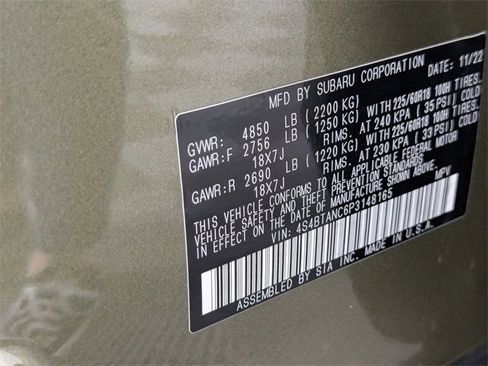 MFD BY SUBARU CORPORATION DATE: 11/22
GVWR: 4850 LB (2200 KG)
GAWR:F 2756 LB (1250 KG) WITH 225/60R18 100H TIRES,
18X7J RIMS, AT 240 KPA (35 PSI) COLD
GAWR:R 2690 LB (1220 KG) WITH 225/60R18 100H TIRES,
18X7J RIMS, AT 230 KPA (33 PSI) COLD
THIS VEHICLE CONFORMS TO ALL APPLICABLE FEDERAL MOTOR
VEHICLE SAFETY AND THEFT PREVENTION STANDARDS
IN EFFECT ON THE DATE OF MANUFACTURE SHOWN ABOVE.
VIN: 4S4BTANC6P3148165 MPV
ASSEMBLED BY SIA INC. MADE IN U.S.A.